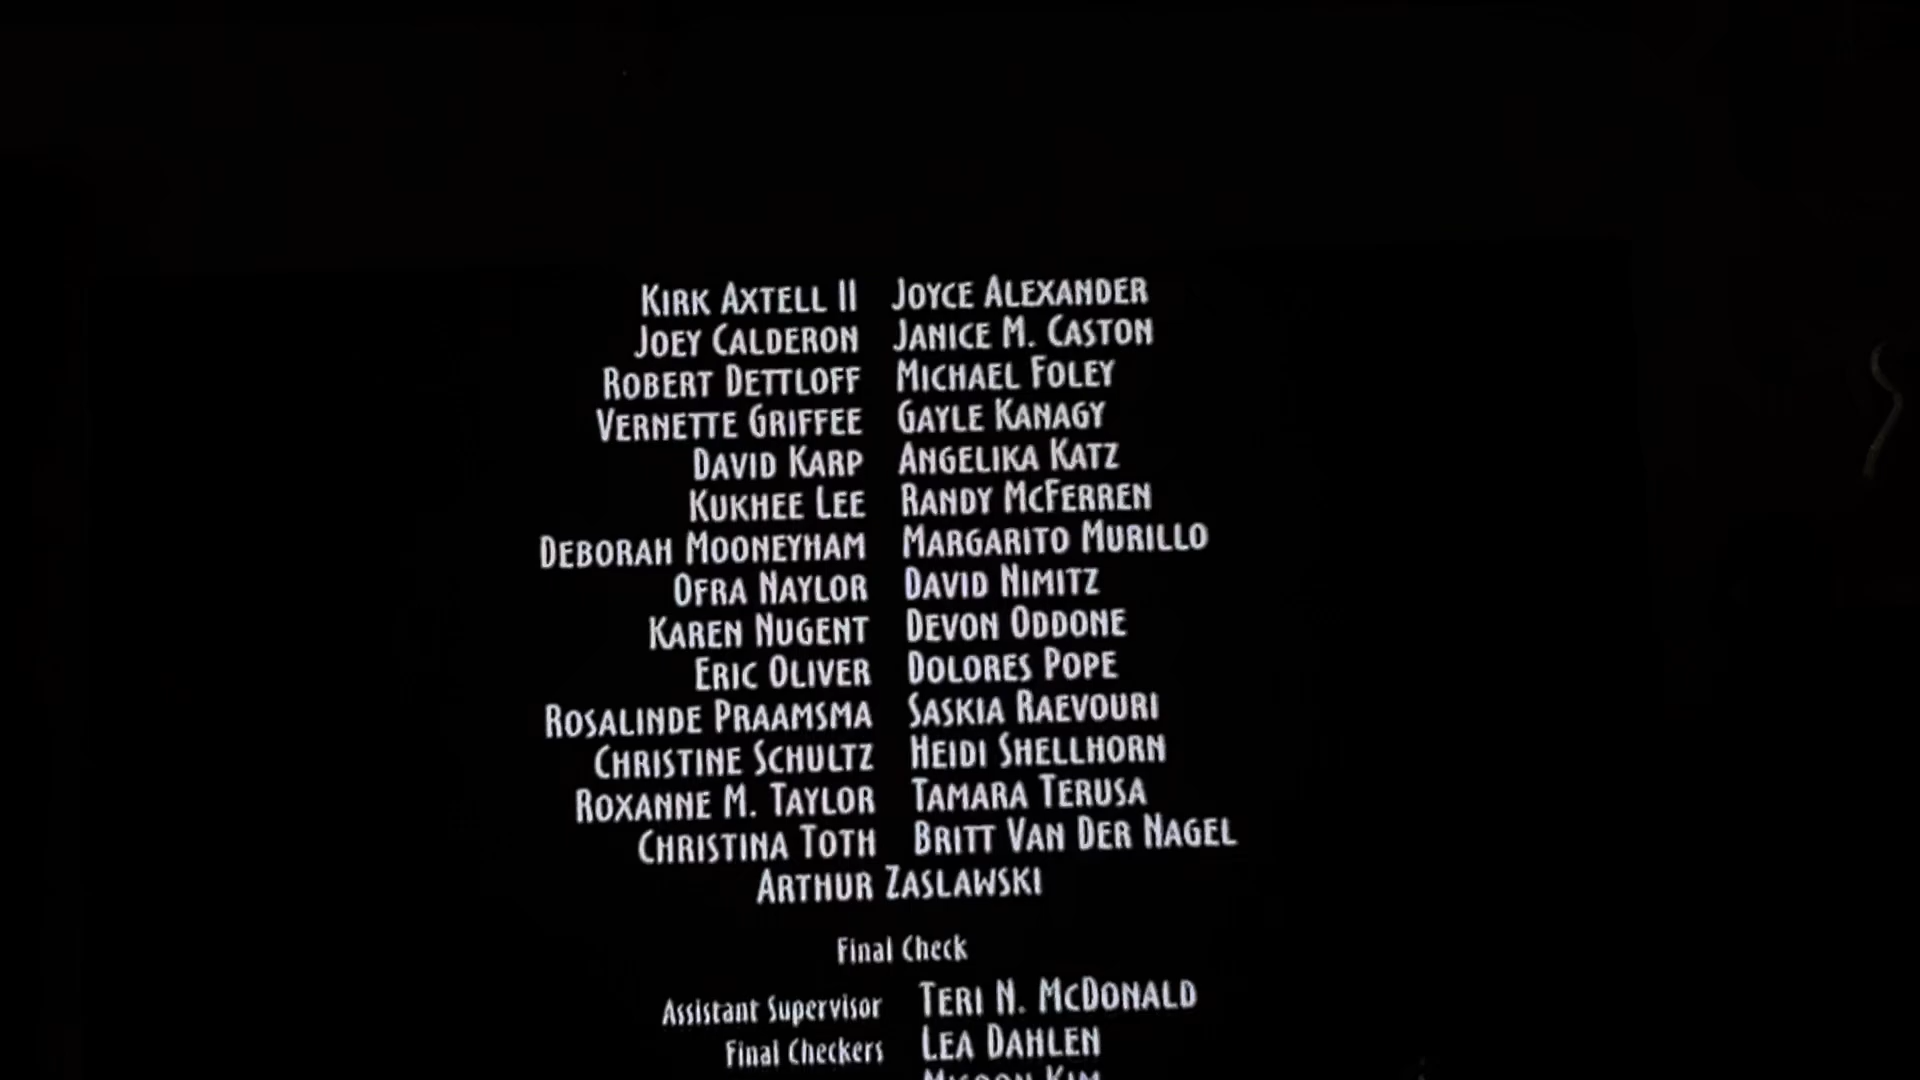 Kirk Axtell II Joyce Alexander
Joey Calderon Janice M. Caston
Robert Dettloff Michael Foley
Vernette Griffee Gayle Kanagy
David Karp Angelika Katz
Kukhee Lee Randy McFerren
Deborah Mooneyham Margarito Murillo
Ofra Naylor David Nimitz
Karen Nugent Devon Oddone
Eric Oliver Dolores Pope
Rosalinde Praamsma Saskia Raevouri
Christine Schultz Heidi Shellhorn
Roxanne M. Taylor Tamara Terusa
Christina Toth Britt Van Der Nagel
Arthur Zaslawski
Final Check
Assistant Supervisor Teri N. McDonald
Final Checkers Lea Dahlen
Kim